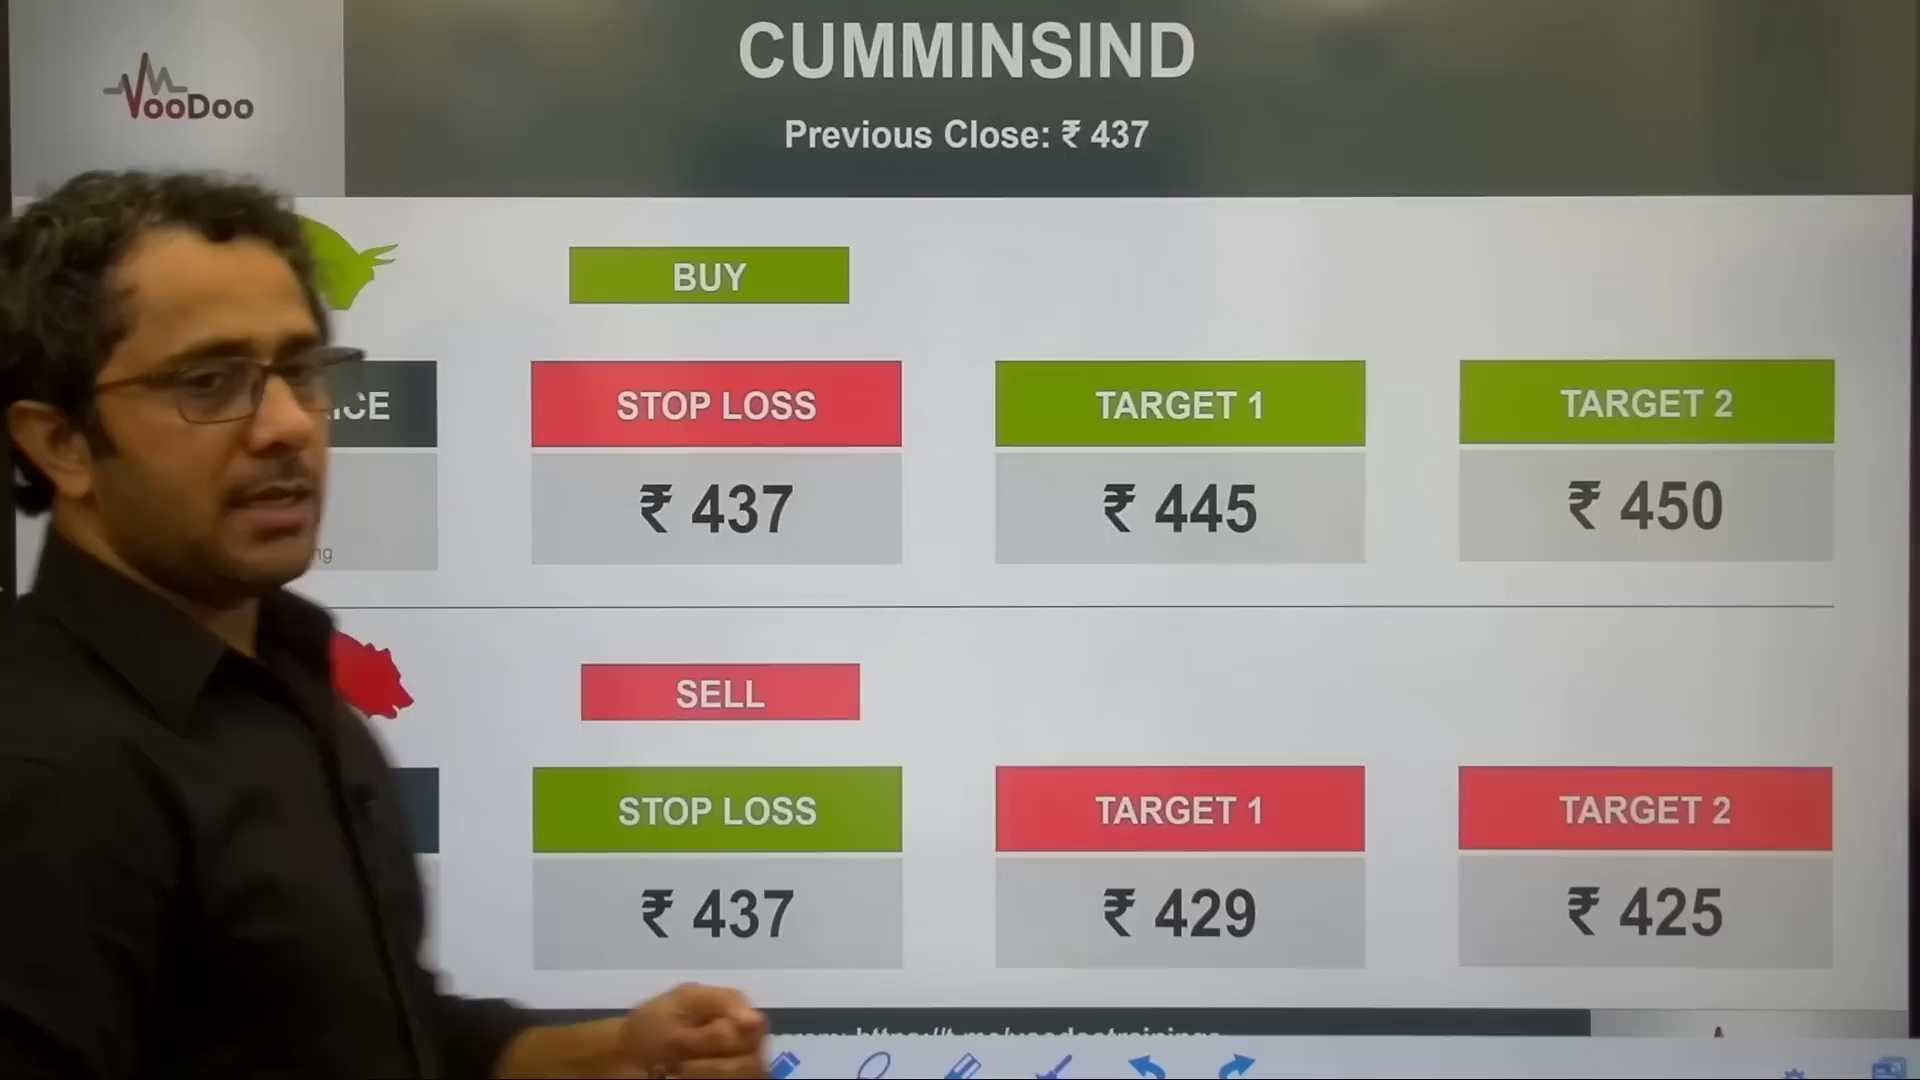 VooDoo
CUMMINSIND
Previous Close: ₹ 437
BUY
STOP LOSS
TARGET 1
TARGET 2
₹ 437
₹ 445
₹ 450
SELL
STOP LOSS
TARGET 1
TARGET 2
₹ 437
₹ 429
₹ 425